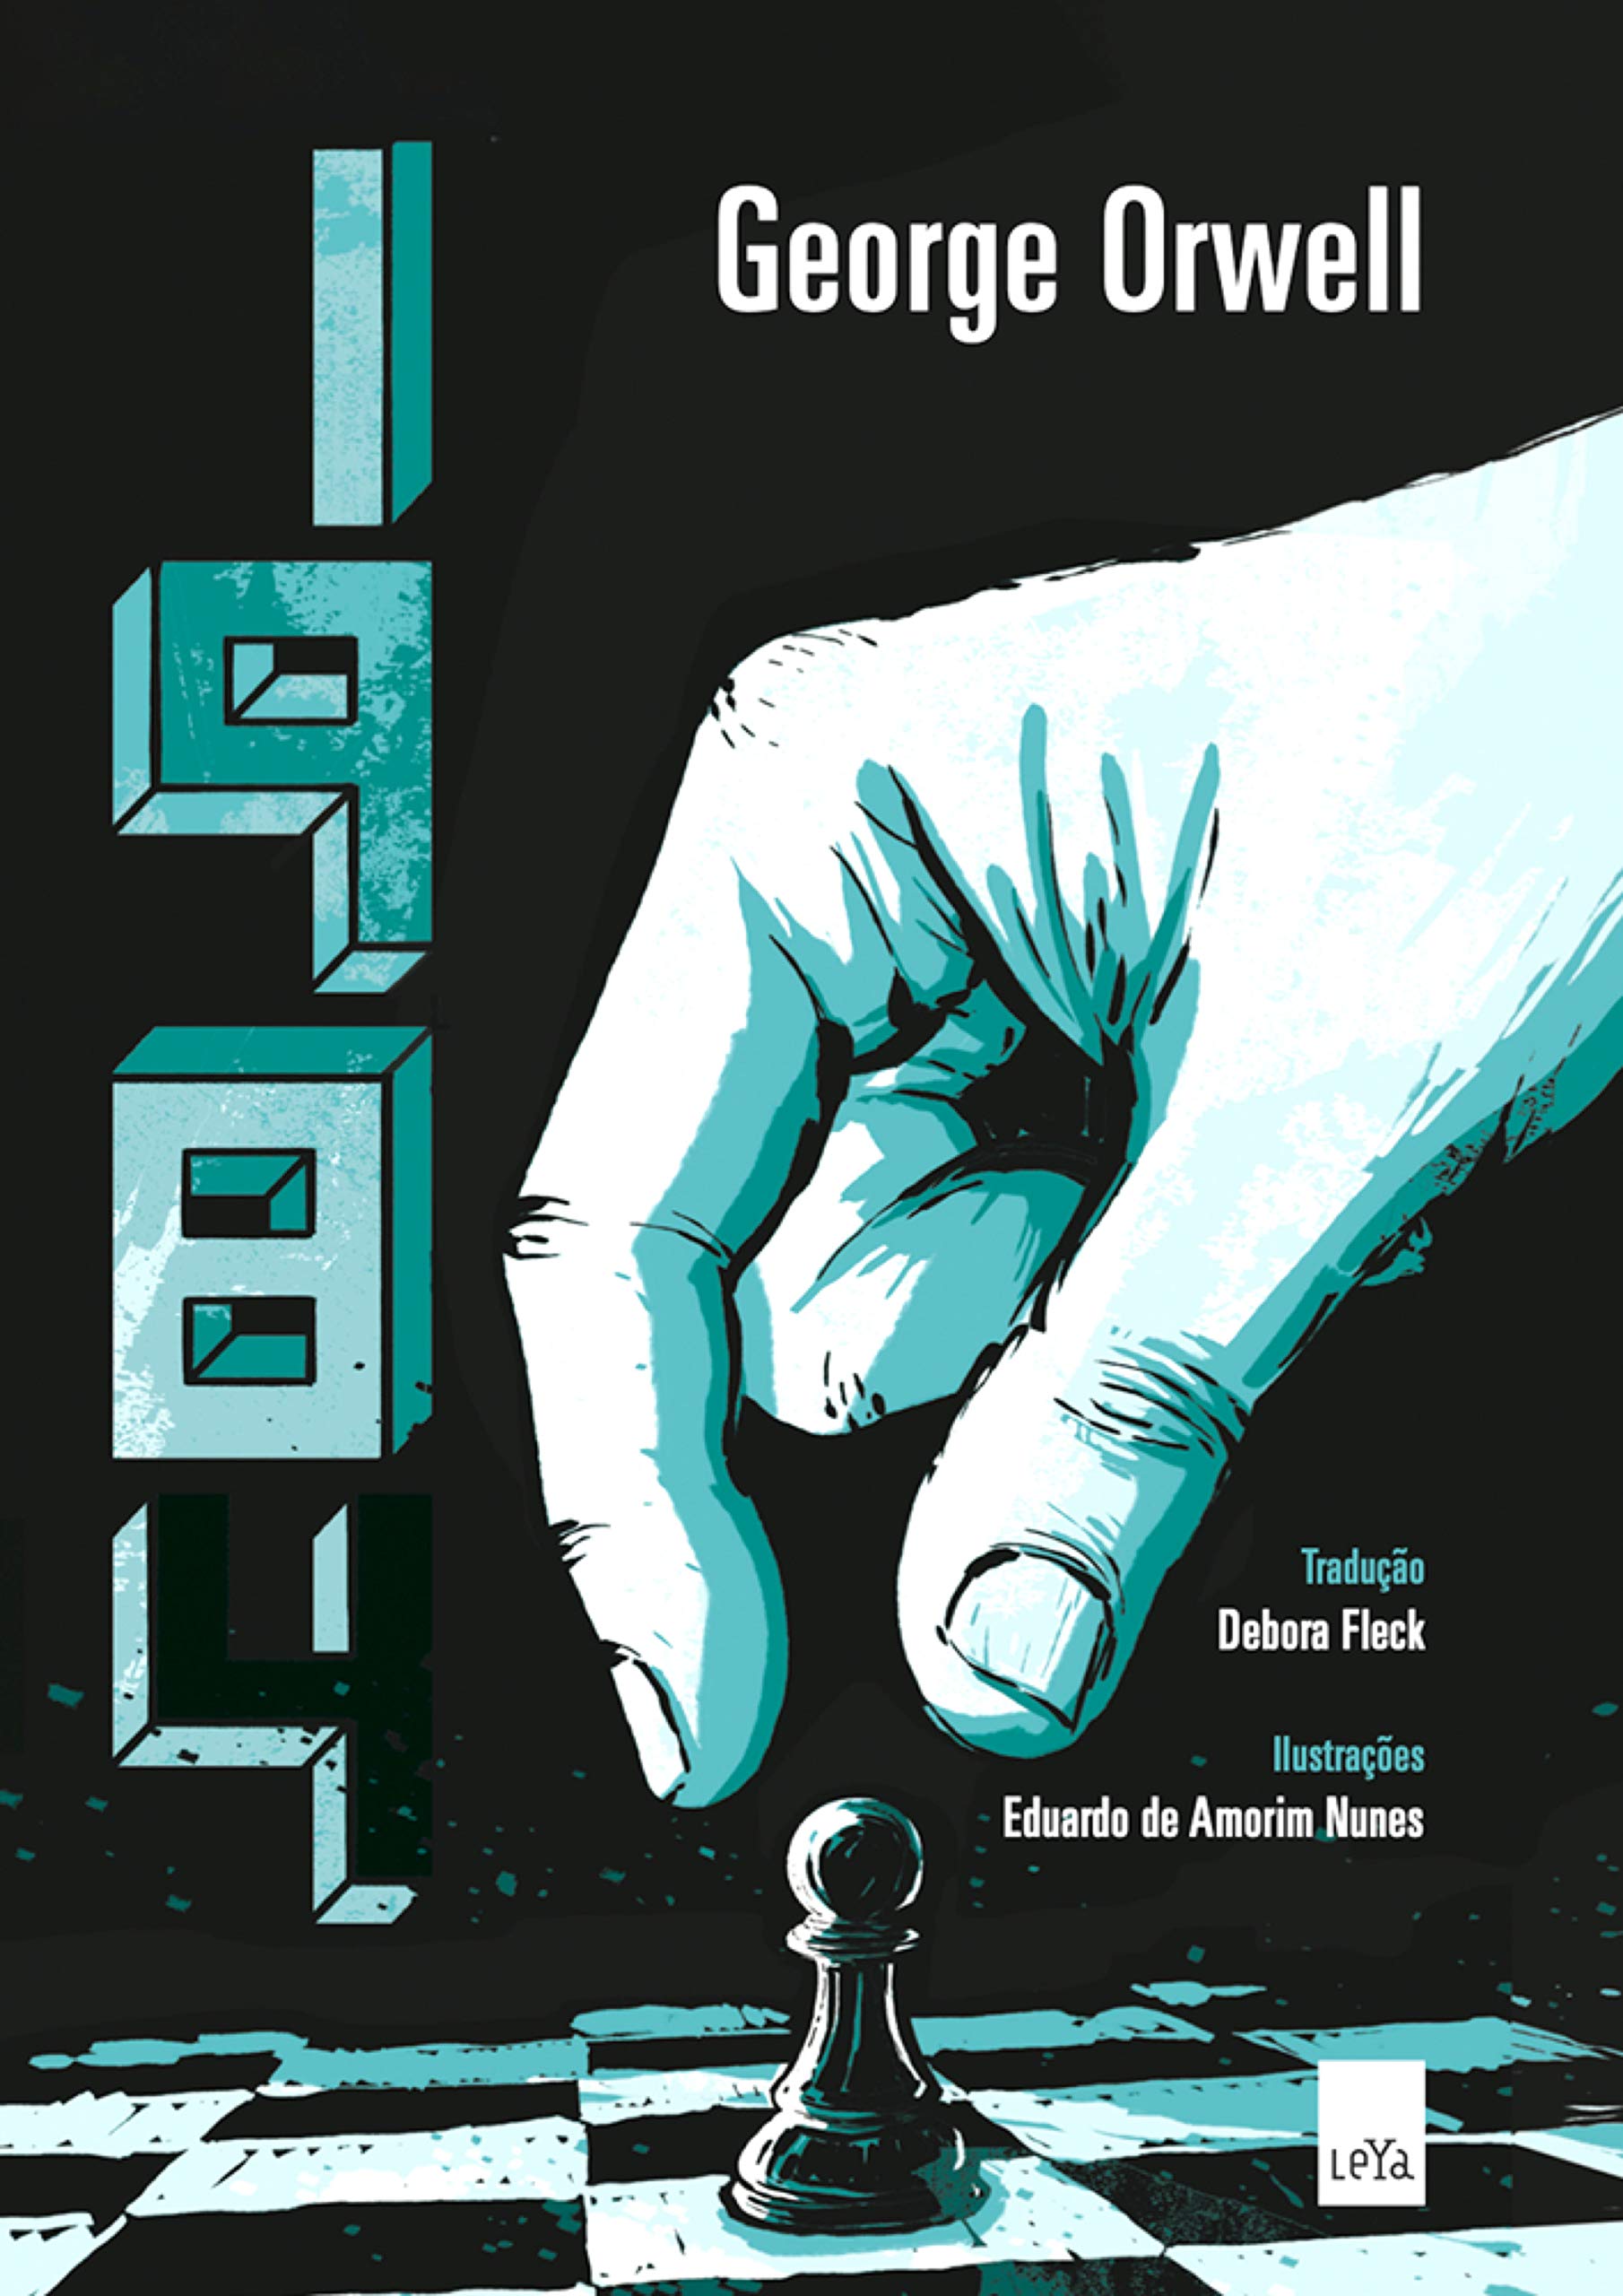 1984
George Orwell
Tradução
Debora Fleck
Ilustrações
Eduardo de Amorim Nunes
LeYa